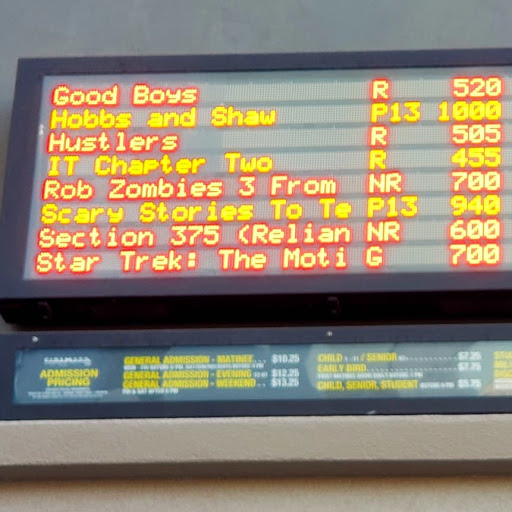 Good Boys R 520
Hobbs and Shaw P13 1000
Hustlers R 505
IT Chapter Two R 455
Rob Zombies 3 From NR 700
Scary Stories To Te P13 940
Section 375 (Relian NR 600
Star Trek: The Moti G 700
ADMISSION PRICING
GENERAL ADMISSION - MATINEE... $10.25
GENERAL ADMISSION - EVENING $12.25
GENERAL ADMISSION - WEEKEND.. $13.25
CHILD / SENIOR $7.25
EARLY BIRD $7.25
CHILD, SENIOR, STUDENT $5.75